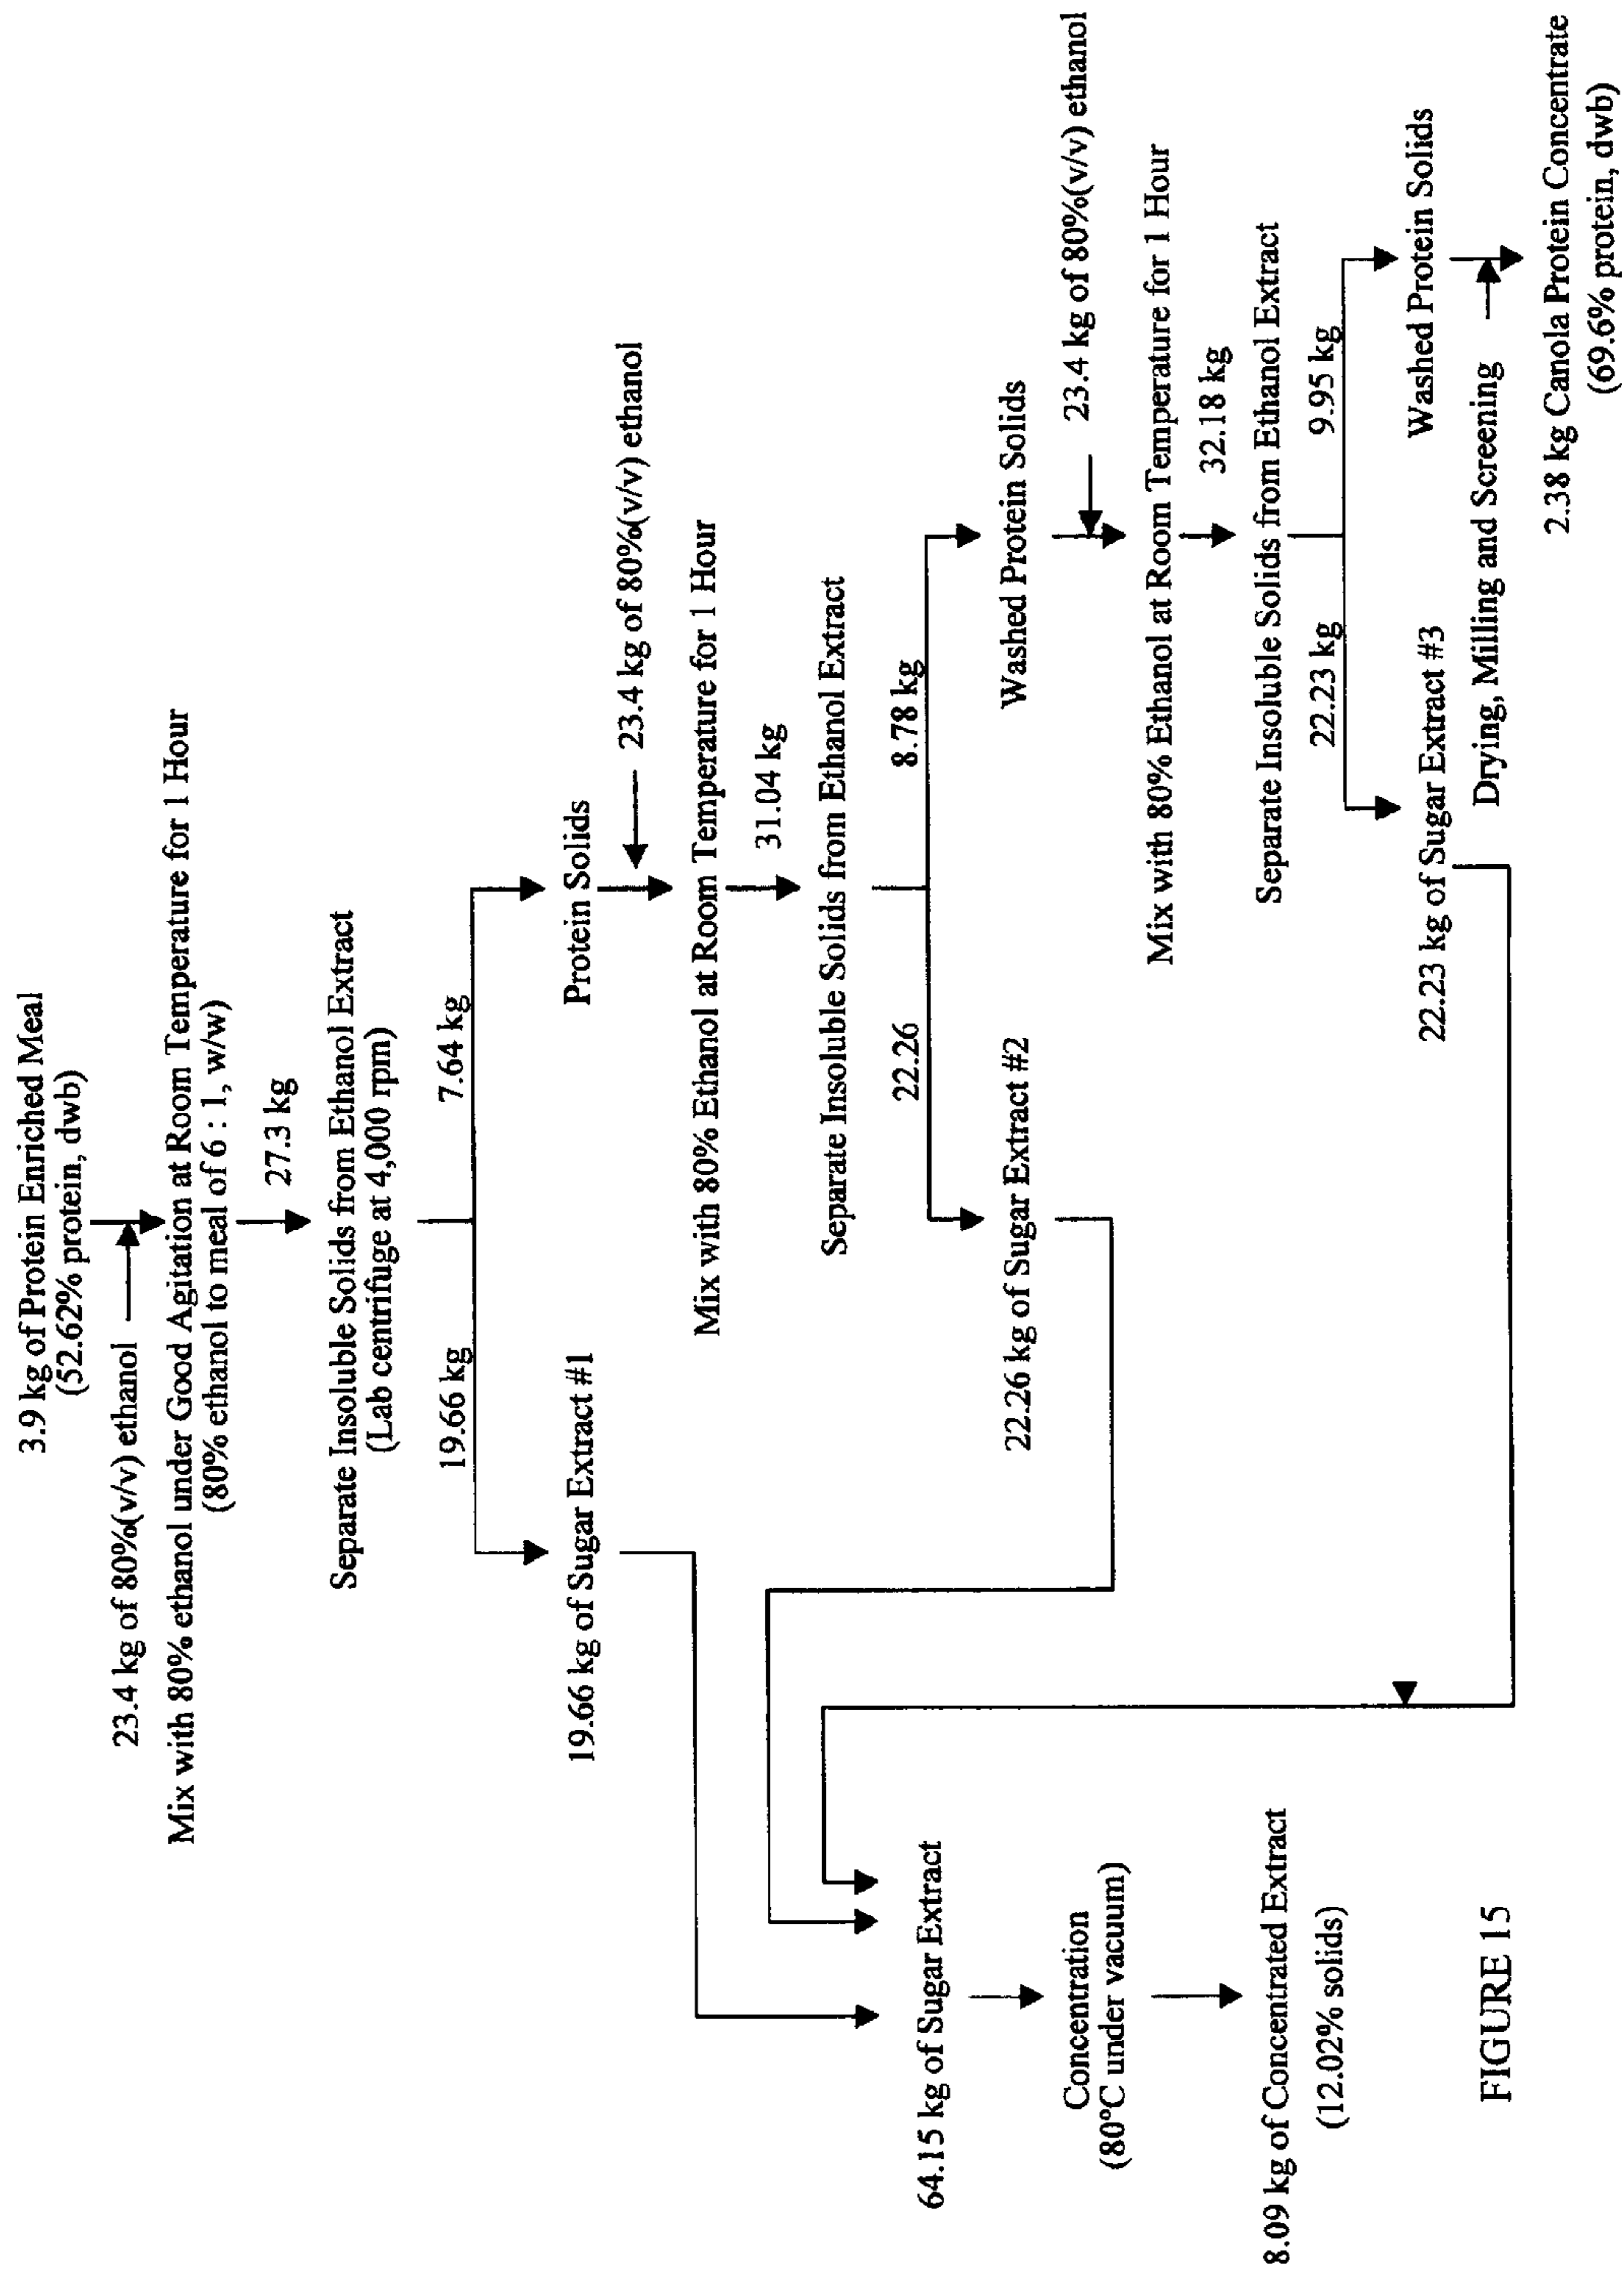 3.9 kg of Protein Enriched Meal
(52.62% protein, dwb)
23.4 kg of 80%(v/v) ethanol
Mix with 80% ethanol under Good Agitation at Room Temperature for 1 Hour
(80% ethanol to meal of 6 : 1, w/w)
27.3 kg
Separate Insoluble Solids from Ethanol Extract
(Lab centrifuge at 4,000 rpm)
19.66 kg
7.64 kg
19.66 kg of Sugar Extract #1
Protein Solids
23.4 kg of 80%(v/v) ethanol
Mix with 80% Ethanol at Room Temperature for 1 Hour
31.04 kg
Separate Insoluble Solids from Ethanol Extract
22.26
8.78 kg
22.26 kg of Sugar Extract #2
Washed Protein Solids
23.4 kg of 80%(v/v) ethanol
Mix with 80% Ethanol at Room Temperature for 1 Hour
32.18 kg
Separate Insoluble Solids from Ethanol Extract
22.23 kg
9.95 kg
22.23 kg of Sugar Extract #3
Washed Protein Solids
Drying, Milling and Screening
2.38 kg Canola Protein Concentrate
(69.6% protein, dwb)
64.15 kg of Sugar Extract
Concentration
(80°C under vacuum)
8.09 kg of Concentrated Extract
(12.02% solids)
FIGURE 15